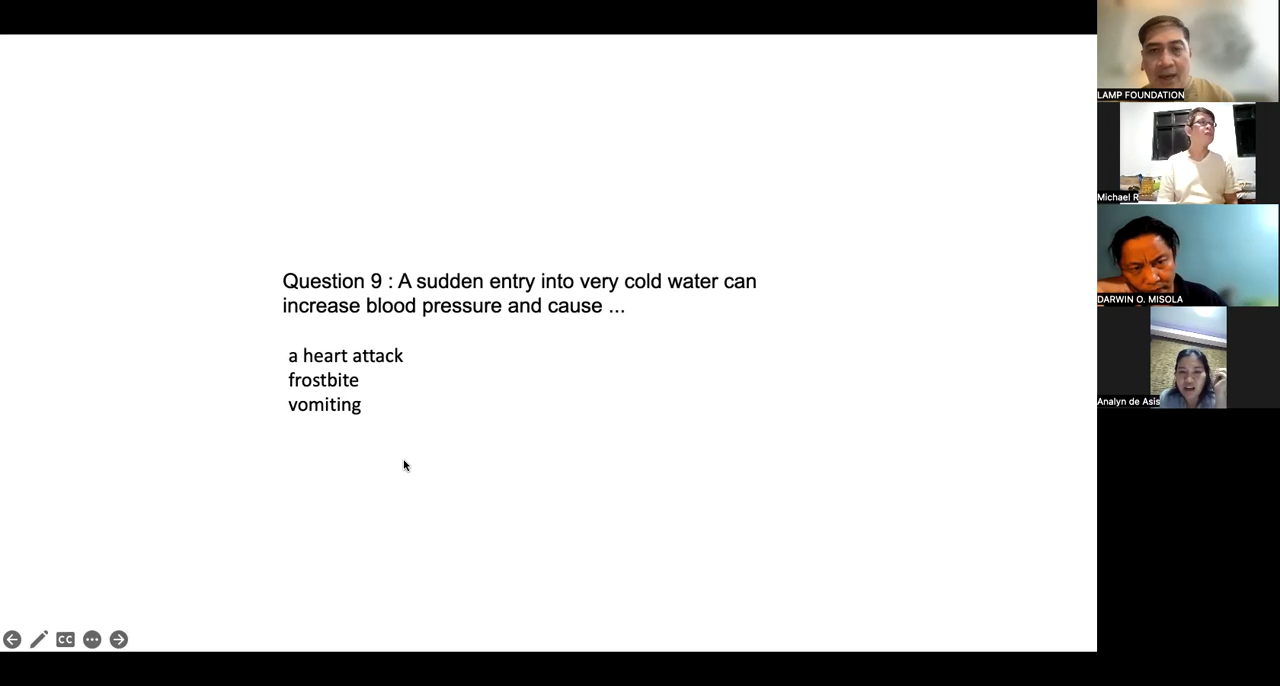 Question 9 : A sudden entry into very cold water can
increase blood pressure and cause ...
a heart attack
frostbite
vomiting
LAMP FOUNDATION
Michael R
DARWIN O. MISOLA
Analyn de Asis
CC